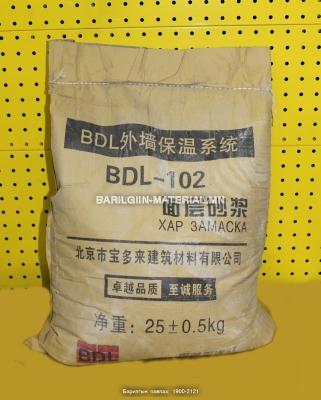 BDL外墙保温系统
BDL-102
BARILGIIN-MATERIAL.MN
面层砂浆
ХАР ЗАМАСКА
北京市宝多来建筑材料有限公司
卓越品质 至诚服务
净重：25±0.5kg
BDL
Барилгын павлах: 1900-2121